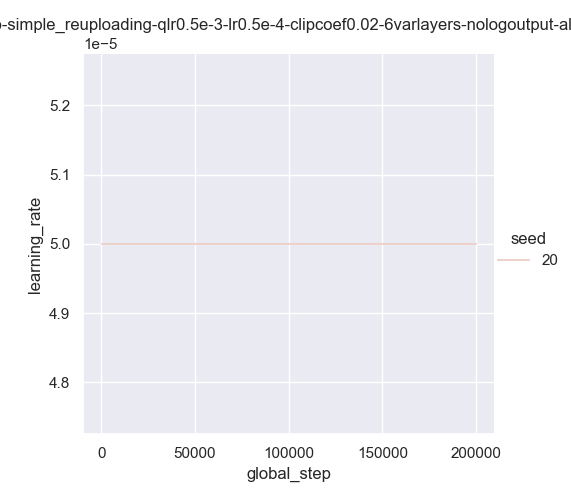 o-simple_reuploading-qlr0.5e-3-lr0.5e-4-clipcoef0.02-6varlayers-nologoutput-al
1e−5
5.2
5.1
5.0
4.9
4.8
learning_rate
0
50000
100000
150000
200000
global_step
seed
20